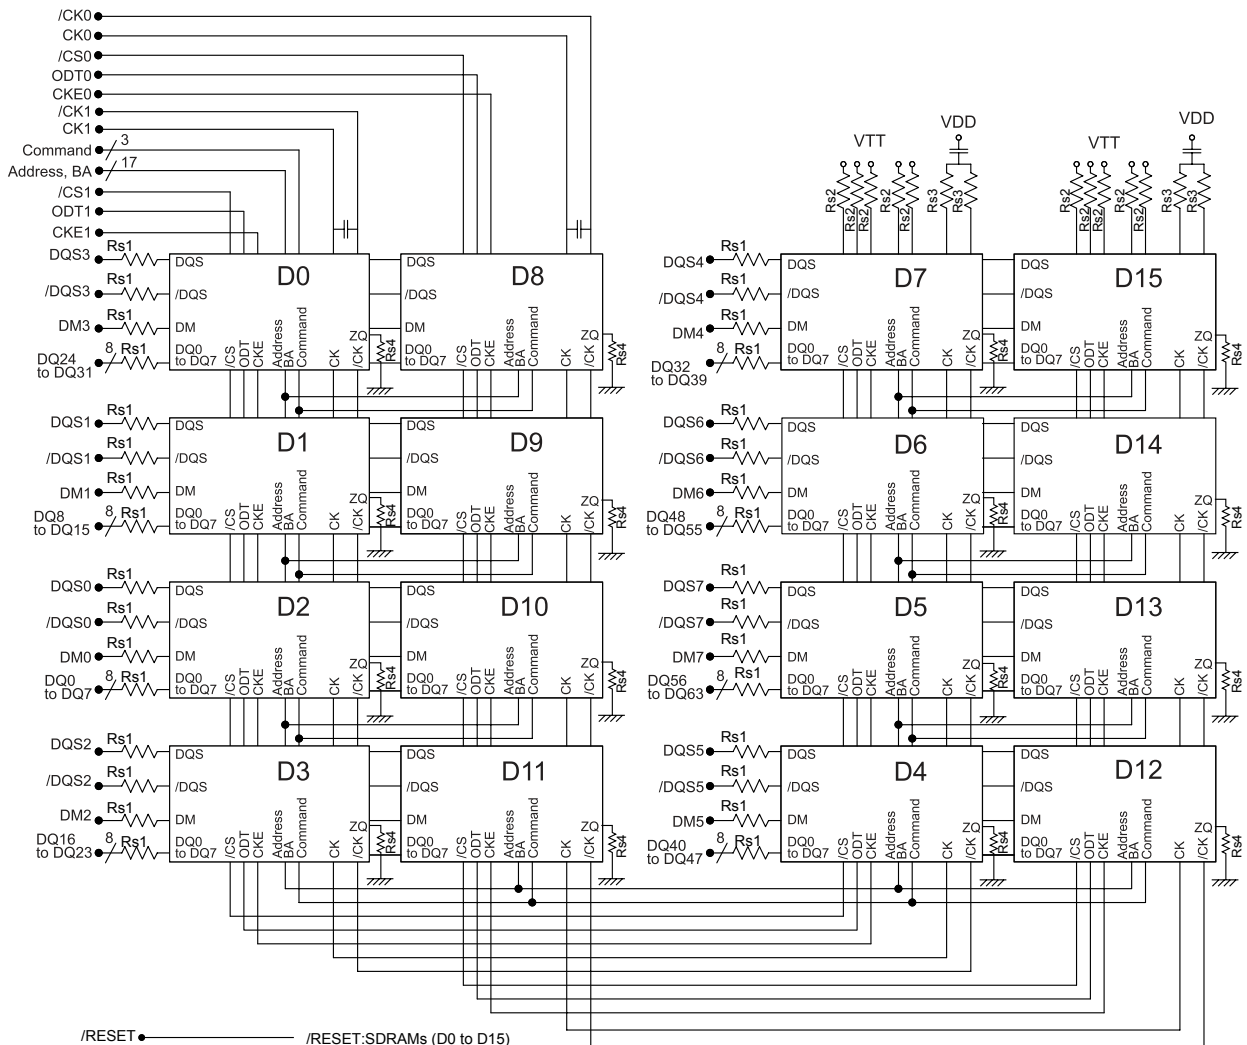 /CK0
CK0
/CS0
ODT0
CKE0
/CK1
CK1
Command 3
Address, BA 17
/CS1
ODT1
CKE1
VTT
VDD
VTT
VDD
Rs2 Rs2 Rs2 Rs2 Rs2 Rs3 Rs3
Rs2 Rs2 Rs2 Rs2 Rs2 Rs3 Rs3
DQS3 Rs1
/DQS3 Rs1
DM3 Rs1
DQ24
to DQ31 8 Rs1
D0
DQS
/DQS
DM
DQ0
to DQ7
/CS ODT CKE Address BA Command CK /CK ZQ Rs4
D8
DQS
/DQS
DM
DQ0
to DQ7
/CS ODT CKE Address BA Command CK /CK ZQ Rs4
DQS4 Rs1
/DQS4 Rs1
DM4 Rs1
DQ32
to DQ39 8 Rs1
D7
DQS
/DQS
DM
DQ0
to DQ7
/CS ODT CKE Address BA Command CK /CK ZQ Rs4
D15
DQS
/DQS
DM
DQ0
to DQ7
/CS ODT CKE Address BA Command CK /CK ZQ Rs4
DQS1 Rs1
/DQS1 Rs1
DM1 Rs1
DQ8
to DQ15 8 Rs1
D1
DQS
/DQS
DM
DQ0
to DQ7
/CS ODT CKE Address BA Command CK /CK ZQ Rs4
D9
DQS
/DQS
DM
DQ0
to DQ7
/CS ODT CKE Address BA Command CK /CK ZQ Rs4
DQS6 Rs1
/DQS6 Rs1
DM6 Rs1
DQ48
to DQ55 8 Rs1
D6
DQS
/DQS
DM
DQ0
to DQ7
/CS ODT CKE Address BA Command CK /CK ZQ Rs4
D14
DQS
/DQS
DM
DQ0
to DQ7
/CS ODT CKE Address BA Command CK /CK ZQ Rs4
DQS0 Rs1
/DQS0 Rs1
DM0 Rs1
DQ0
to DQ7 8 Rs1
D2
DQS
/DQS
DM
DQ0
to DQ7
/CS ODT CKE Address BA Command CK /CK ZQ Rs4
D10
DQS
/DQS
DM
DQ0
to DQ7
/CS ODT CKE Address BA Command CK /CK ZQ Rs4
DQS7 Rs1
/DQS7 Rs1
DM7 Rs1
DQ56
to DQ63 8 Rs1
D5
DQS
/DQS
DM
DQ0
to DQ7
/CS ODT CKE Address BA Command CK /CK ZQ Rs4
D13
DQS
/DQS
DM
DQ0
to DQ7
/CS ODT CKE Address BA Command CK /CK ZQ Rs4
DQS2 Rs1
/DQS2 Rs1
DM2 Rs1
DQ16
to DQ23 8 Rs1
D3
DQS
/DQS
DM
DQ0
to DQ7
/CS ODT CKE Address BA Command CK /CK ZQ Rs4
D11
DQS
/DQS
DM
DQ0
to DQ7
/CS ODT CKE Address BA Command CK /CK ZQ Rs4
DQS5 Rs1
/DQS5 Rs1
DM5 Rs1
DQ40
to DQ47 8 Rs1
D4
DQS
/DQS
DM
DQ0
to DQ7
/CS ODT CKE Address BA Command CK /CK ZQ Rs4
D12
DQS
/DQS
DM
DQ0
to DQ7
/CS ODT CKE Address BA Command CK /CK ZQ Rs4
/RESET /RESET:SDRAMs (D0 to D15)